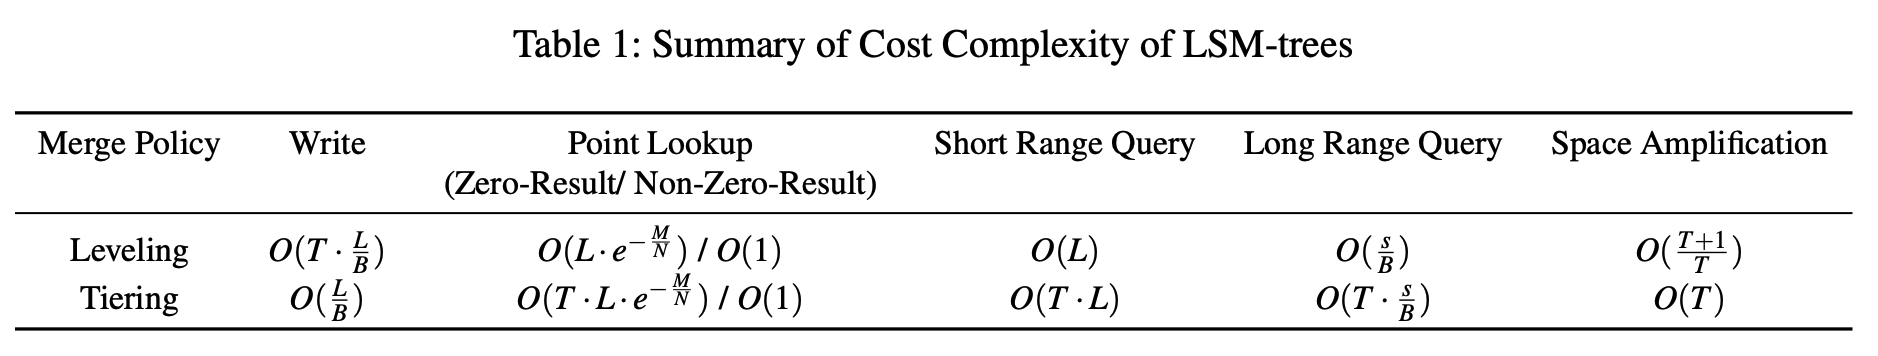 Table 1: Summary of Cost Complexity of LSM-trees
Merge Policy Write Point Lookup Short Range Query Long Range Query Space Amplification
(Zero-Result/ Non-Zero-Result)
Leveling $O(T \cdot \frac{L}{B})$ $O(L \cdot e^{-\frac{M}{N}})$ / $O(1)$ $O(L)$ $O(\frac{s}{B})$ $O(\frac{T+1}{T})$
Tiering $O(\frac{L}{B})$ $O(T \cdot L \cdot e^{-\frac{M}{N}})$ / $O(1)$ $O(T \cdot L)$ $O(T \cdot \frac{s}{B})$ $O(T)$